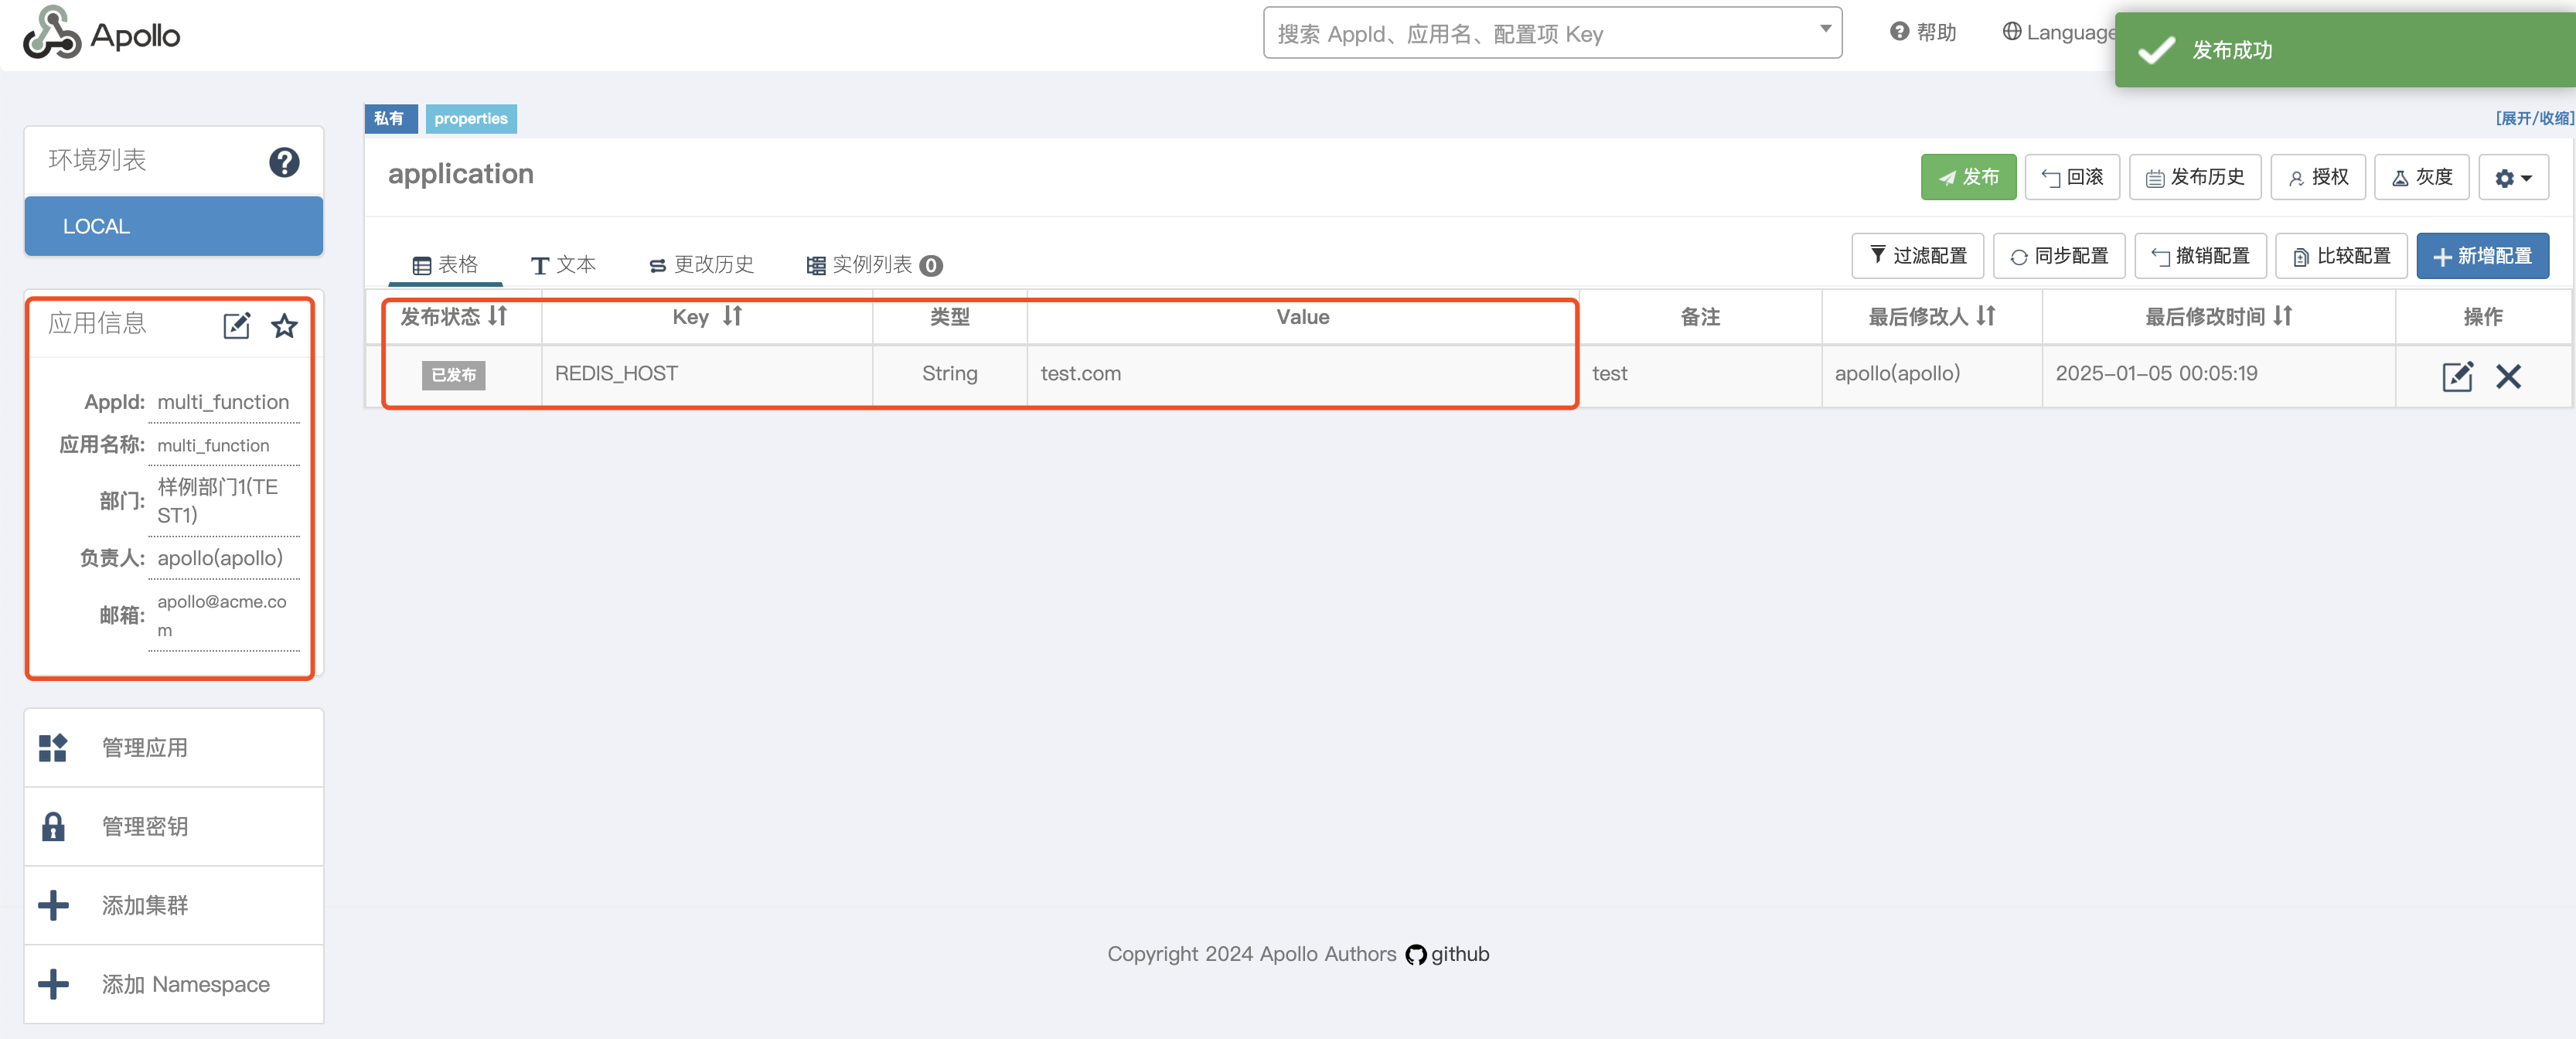 Apollo
搜索 AppId、应用名、配置项 Key
帮助
Language
发布成功
环境列表
LOCAL
应用信息
AppId: multi_function
应用名称: multi_function
部门: 样例部门1(TE
ST1)
负责人: apollo(apollo)
邮箱: apollo@acme.co
m
管理应用
管理密钥
添加集群
添加 Namespace
私有 properties
[展开/收缩]
application
发布 回滚 发布历史 授权 灰度
表格 文本 更改历史 实例列表 0
过滤配置 同步配置 撤销配置 比较配置 新增配置
发布状态 Key 类型 Value 备注 最后修改人 最后修改时间 操作
已发布 REDIS_HOST String test.com test apollo(apollo) 2025-01-05 00:05:19
Copyright 2024 Apollo Authors github